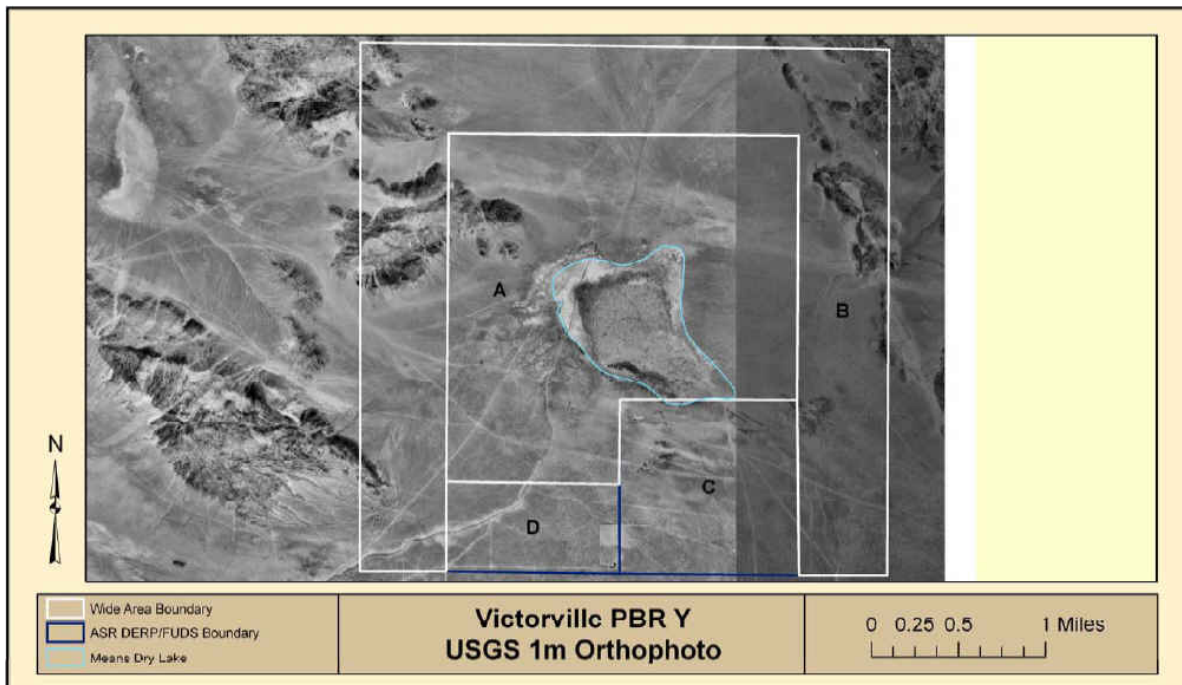 A
B
C
D
N
Wide Area Boundary
ASR DERP/FUDS Boundary
Means Dry Lake
Victorville PBR Y
USGS 1m Orthophoto
0 0.25 0.5 1 Miles